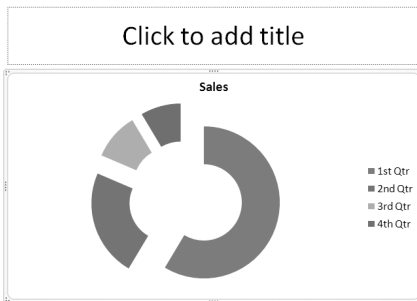 Click to add title
Sales
1st Qtr
2nd Qtr
3rd Qtr
4th Qtr